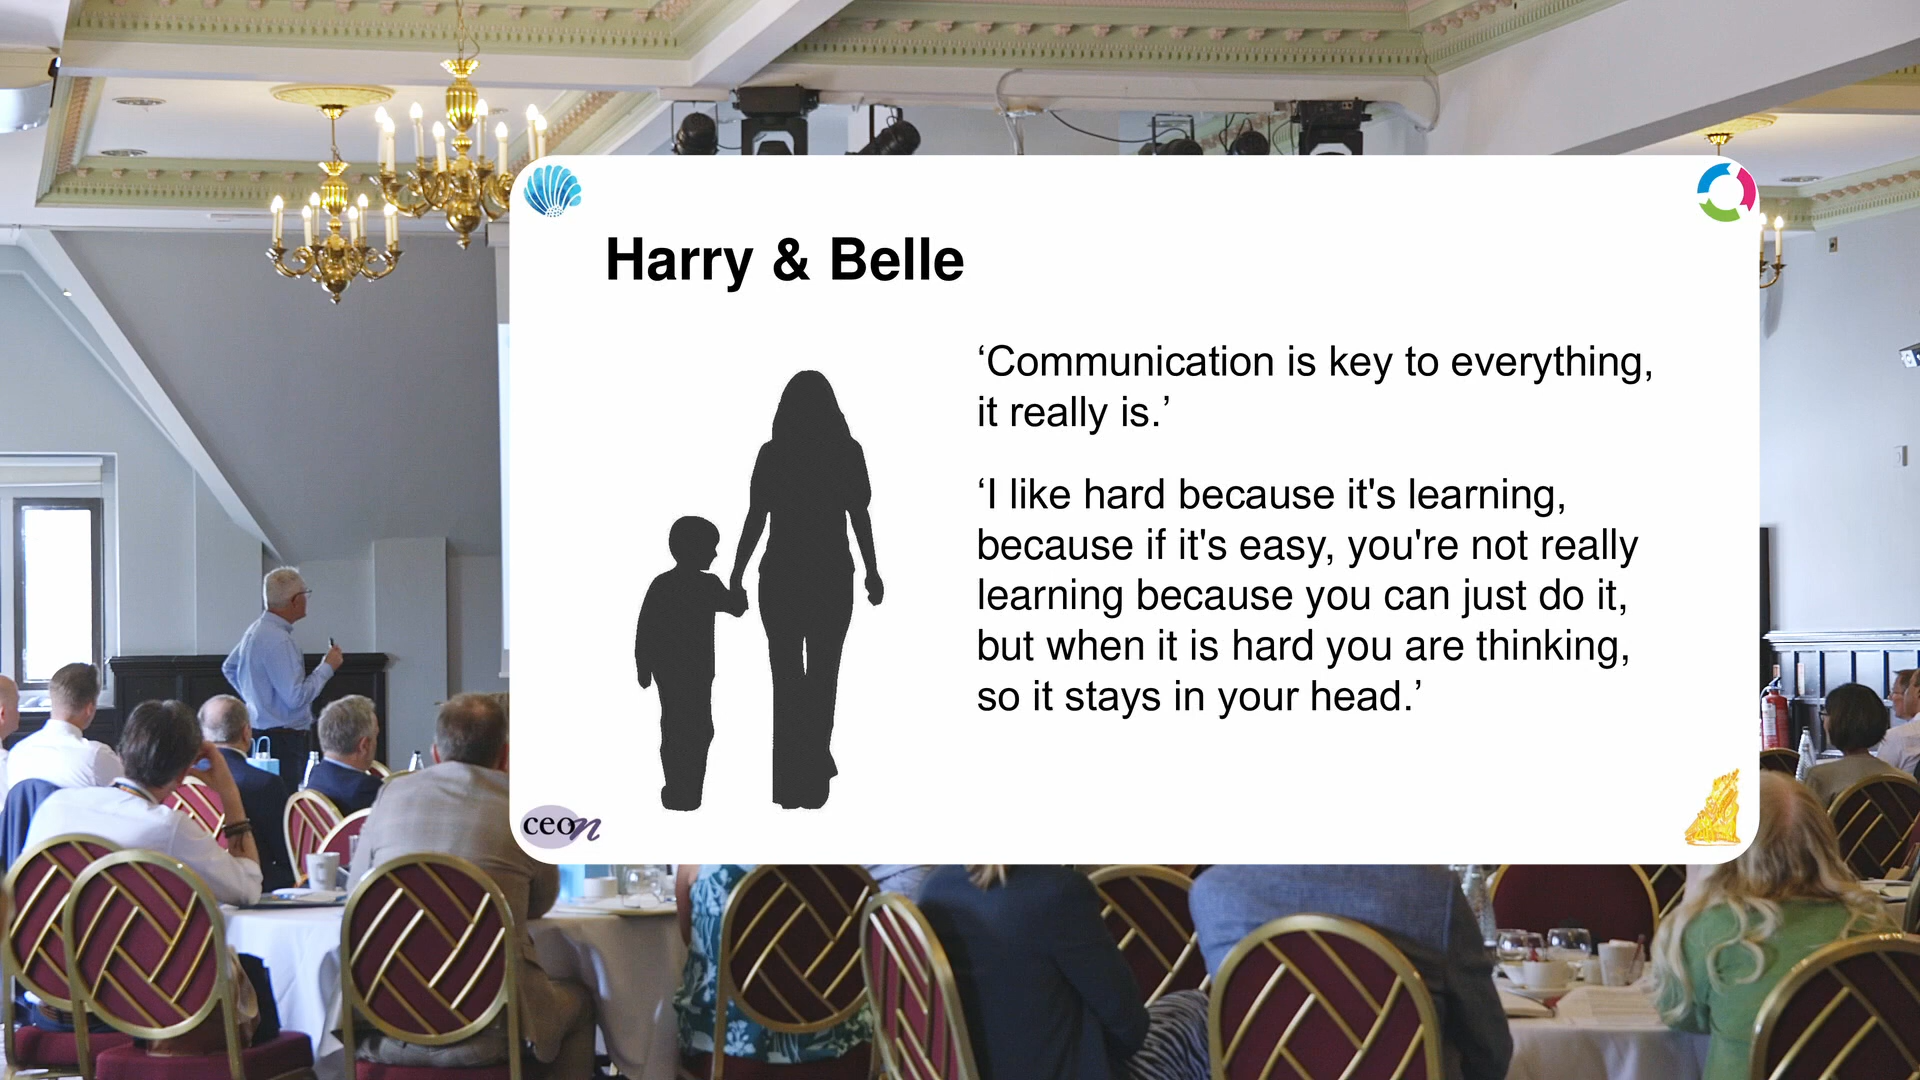 Harry & Belle
‘Communication is key to everything,
it really is.’
‘I like hard because it's learning,
because if it's easy, you're not really
learning because you can just do it,
but when it is hard you are thinking,
so it stays in your head.’
ceon